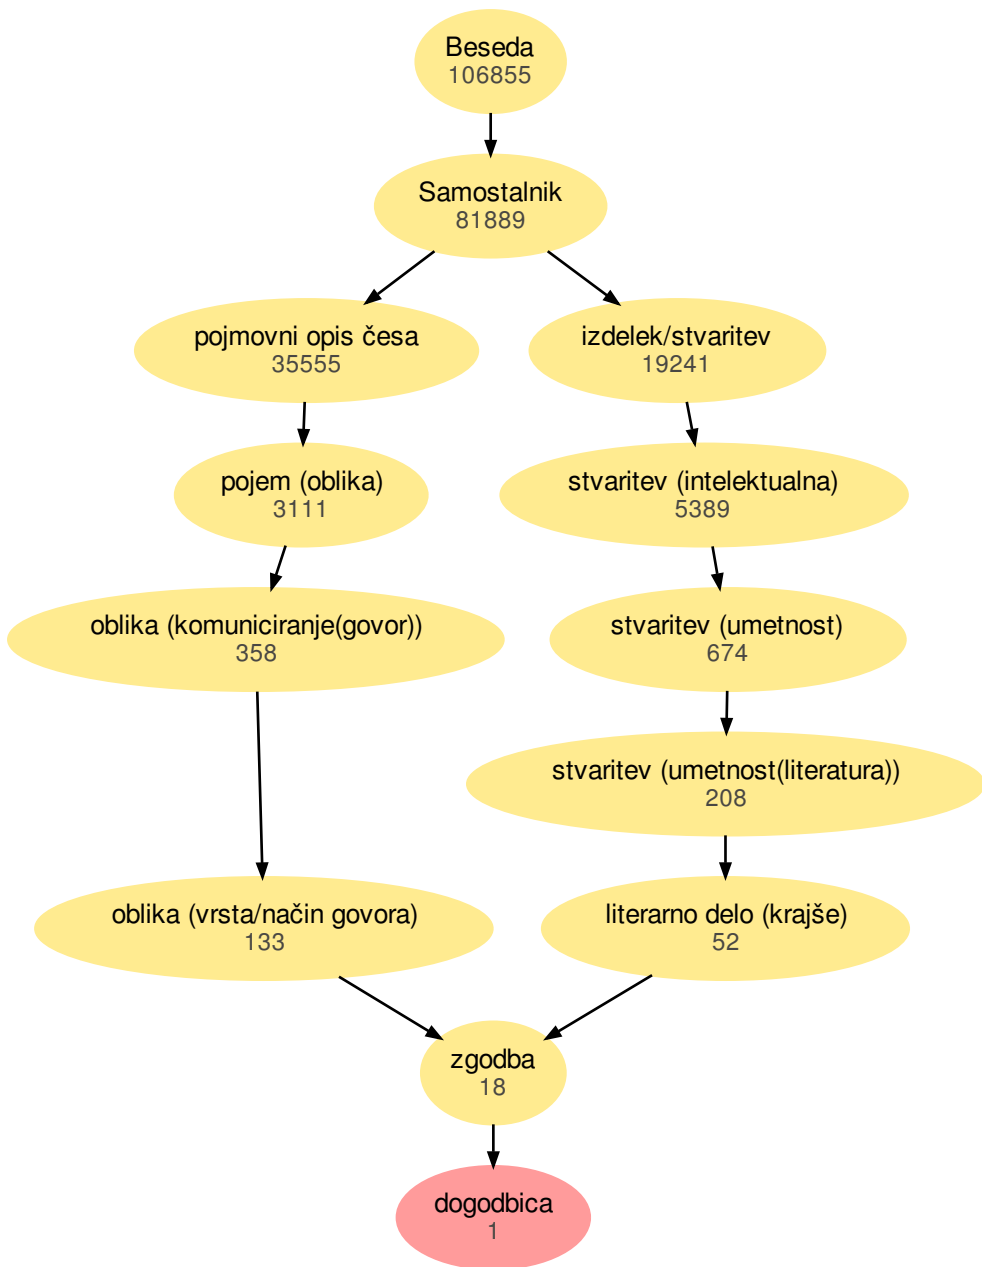 Beseda
106855
Samostalnik
81889
pojmovni opis česa
35555
izdelek/stvaritev
19241
pojem (oblika)
3111
stvaritev (intelektualna)
5389
oblika (komuniciranje(govor))
358
stvaritev (umetnost)
674
stvaritev (umetnost(literatura))
208
oblika (vrsta/način govora)
133
literarno delo (krajše)
52
zgodba
18
dogodbica
1